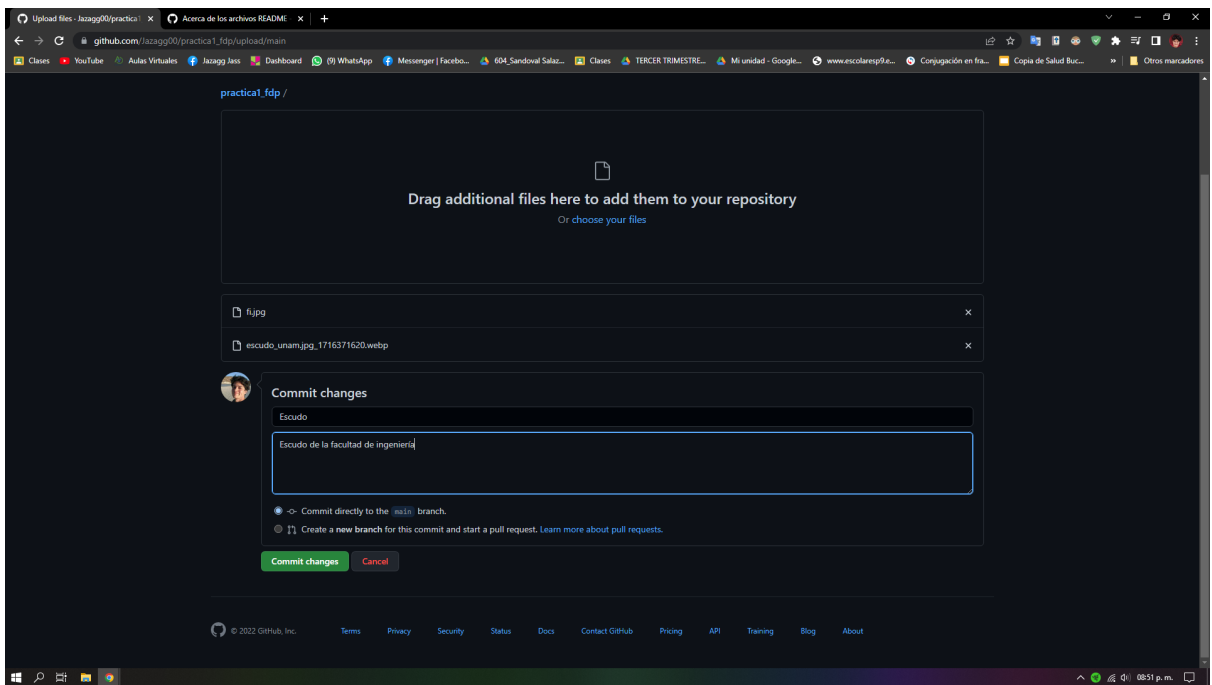 Upload files · Jazagg00/practica1
Acerca de los archivos README -
github.com/Jazagg00/practica1_fdp/upload/main
Clases YouTube Aulas Virtuales Jazagg Jass Dashboard (9) WhatsApp Messenger | Facebo... 604_Sandoval Salaz... Clases TERCER TRIMESTRE... Mi unidad - Google... www.escolaresp9.e... Conjugación en fra... Copia de Salud Buc... » Otros marcadores
practica1_fdp /
Drag additional files here to add them to your repository
Or choose your files
fi.jpg
escudo_unam.jpg_1716371620.webp
Commit changes
Escudo
Escudo de la facultad de ingeniería
Commit directly to the main branch.
Create a new branch for this commit and start a pull request. Learn more about pull requests.
Commit changes Cancel
© 2022 GitHub, Inc. Terms Privacy Security Status Docs Contact GitHub Pricing API Training Blog About
08:51 p. m.